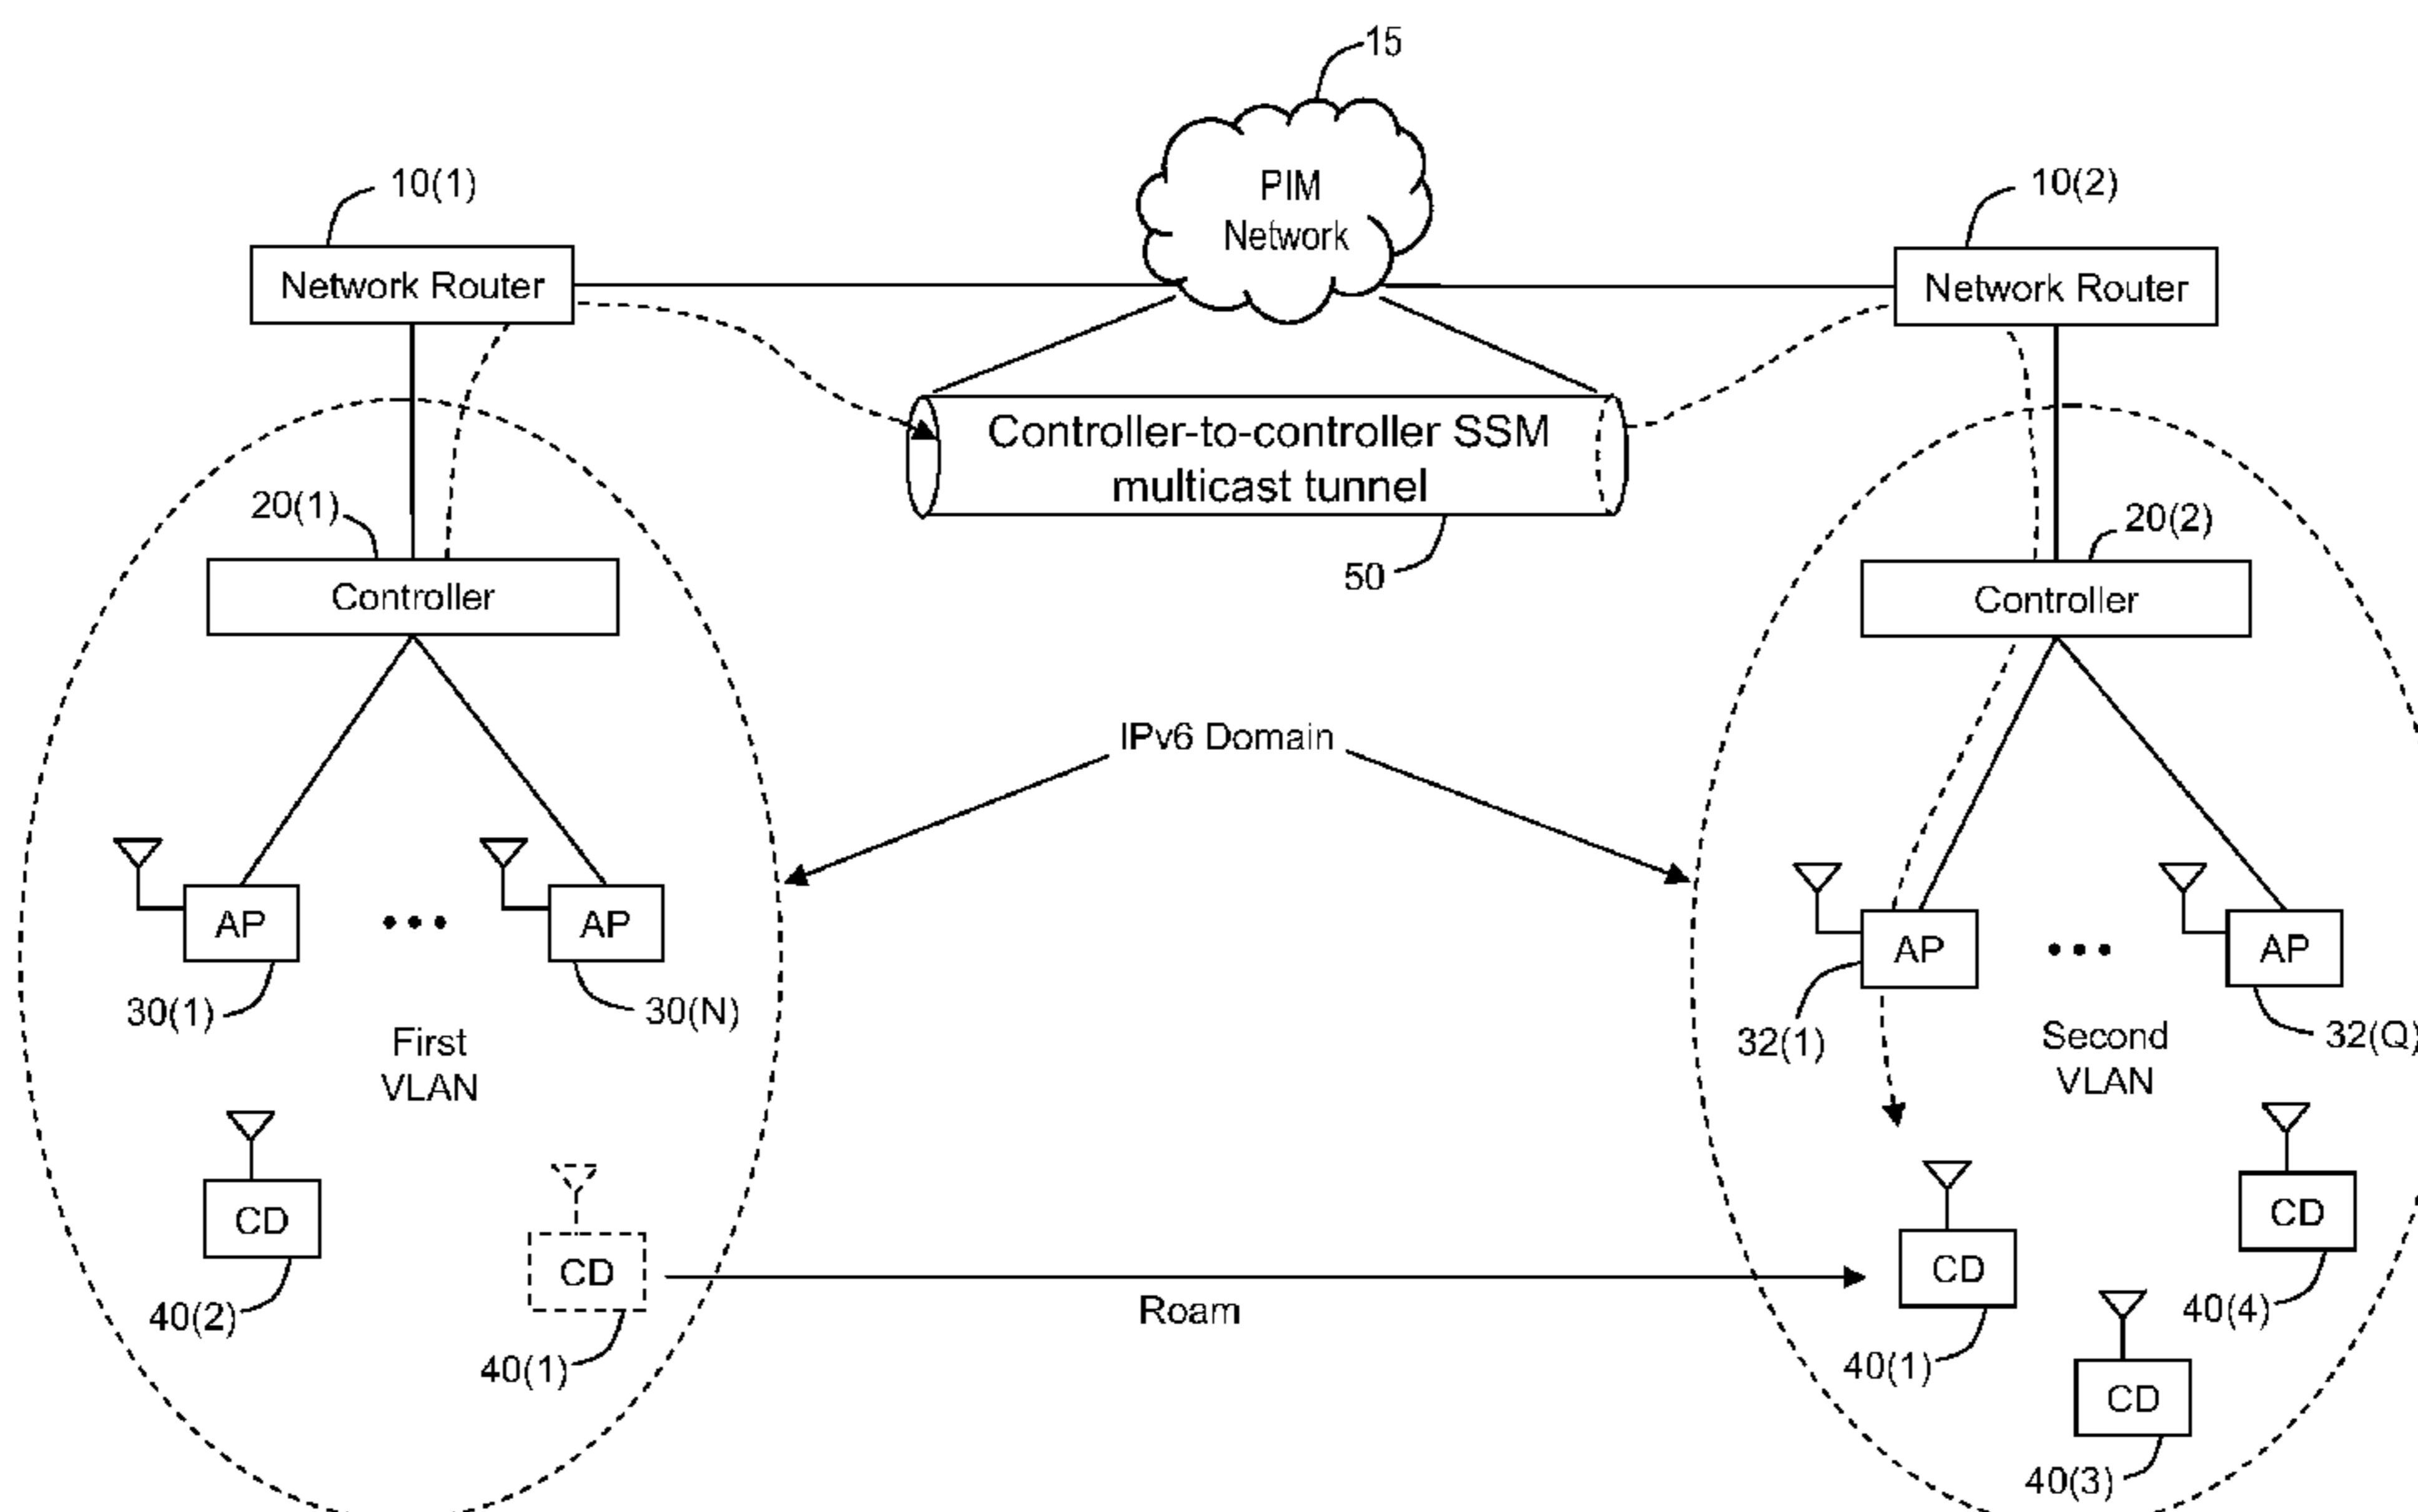 15
PIM
Network
10(1)
10(2)
Network Router
Network Router
Controller-to-controller SSM
multicast tunnel
20(1)
20(2)
50
Controller
Controller
IPv6 Domain
AP
AP
AP
AP
30(1)
30(N)
32(1)
32(Q)
First
VLAN
Second
VLAN
CD
CD
CD
CD
CD
40(2)
Roam
40(4)
40(1)
40(1)
40(3)